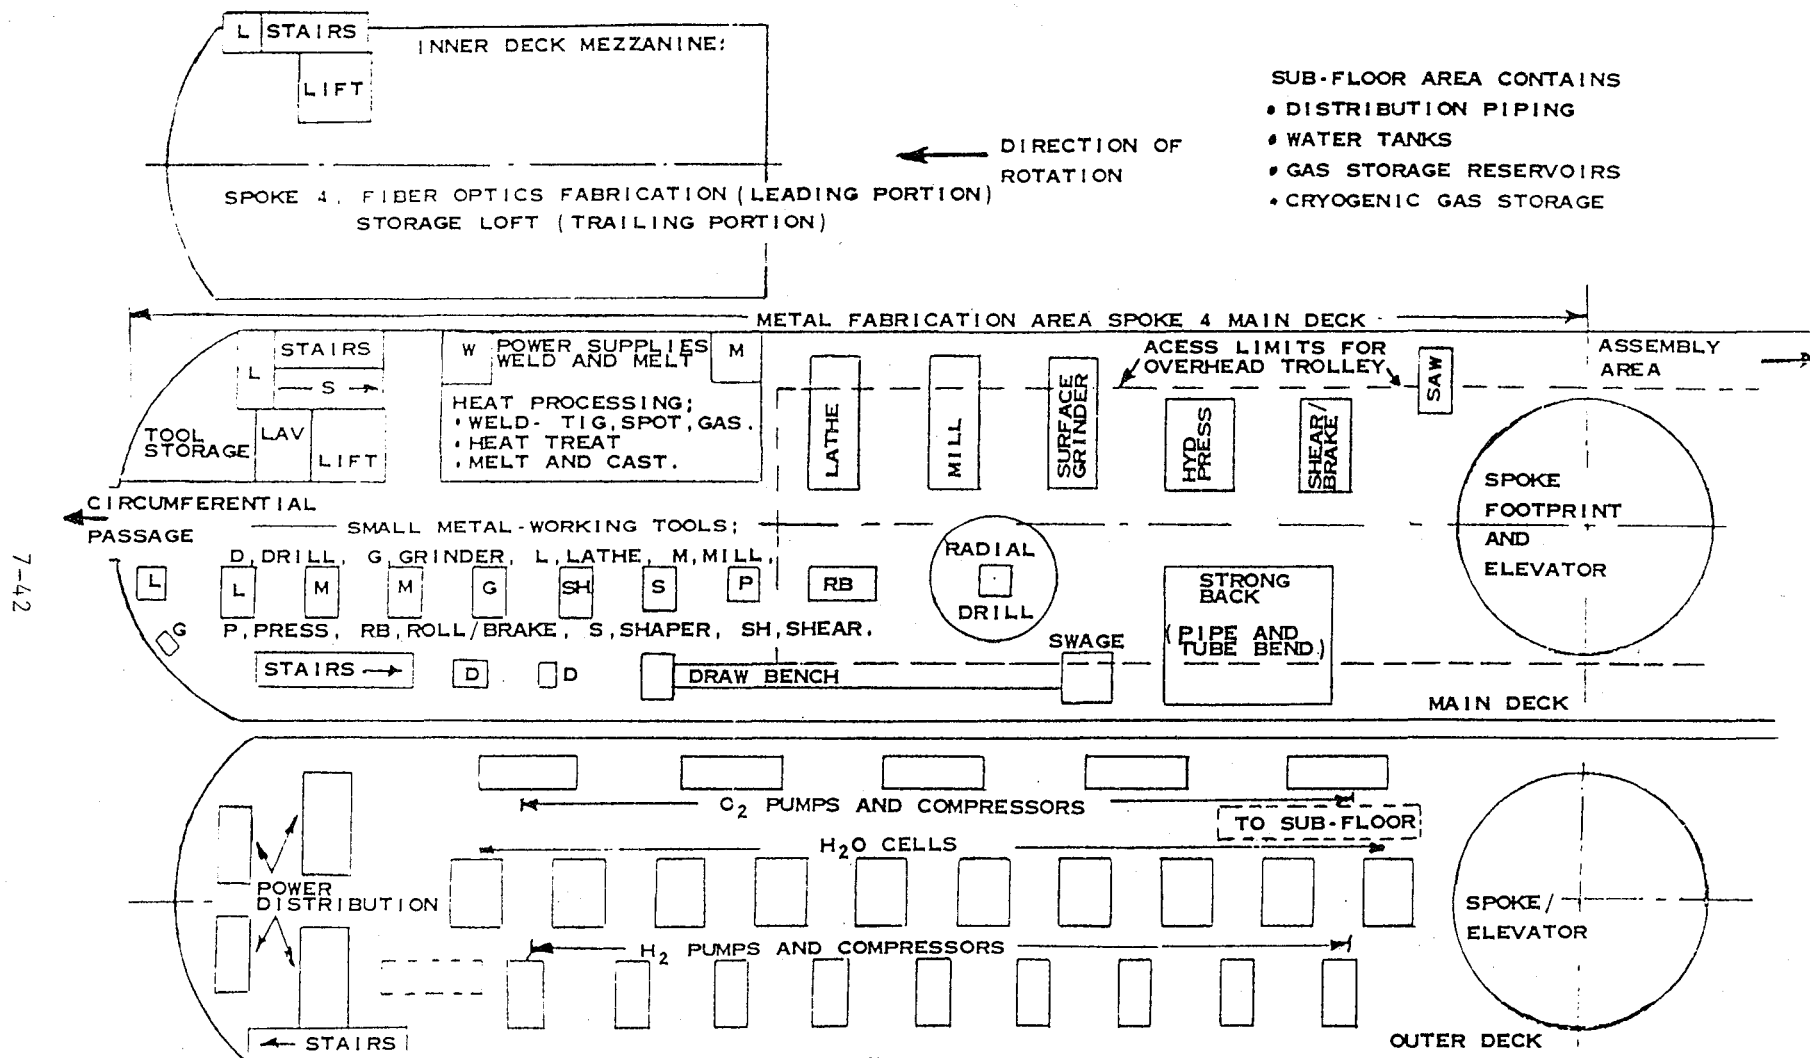 L STAIRS
INNER DECK MEZZANINE:
LIFT
SPOKE 4, FIBER OPTICS FABRICATION (LEADING PORTION)
STORAGE LOFT (TRAILING PORTION)
DIRECTION OF
ROTATION
SUB-FLOOR AREA CONTAINS
• DISTRIBUTION PIPING
• WATER TANKS
• GAS STORAGE RESERVOIRS
• CRYOGENIC GAS STORAGE
METAL FABRICATION AREA SPOKE 4 MAIN DECK
STAIRS
L
S
TOOL
STORAGE
LAV
LIFT
W
POWER SUPPLIES
WELD AND MELT
M
HEAT PROCESSING;
• WELD- TIG, SPOT, GAS.
• HEAT TREAT
• MELT AND CAST.
LATHE
MILL
SURFACE
GRINDER
ACESS LIMITS FOR
OVERHEAD TROLLEY
HYD
PRESS
SHEAR/
BRAKE
SAW
ASSEMBLY
AREA
SPOKE
FOOTPRINT
AND
ELEVATOR
CIRCUMFERENTIAL
PASSAGE
SMALL METAL-WORKING TOOLS;
D, DRILL, G, GRINDER, L, LATHE, M, MILL,
L L M M G SH S P RB
G
P, PRESS, RB, ROLL/BRAKE, S, SHAPER, SH, SHEAR.
RADIAL
DRILL
STRONG
BACK
(PIPE AND
TUBE BEND)
STAIRS
D
D
DRAW BENCH
SWAGE
MAIN DECK
7-42
O2 PUMPS AND COMPRESSORS
TO SUB-FLOOR
H2O CELLS
POWER
DISTRIBUTION
H2 PUMPS AND COMPRESSORS
SPOKE/
ELEVATOR
STAIRS
OUTER DECK